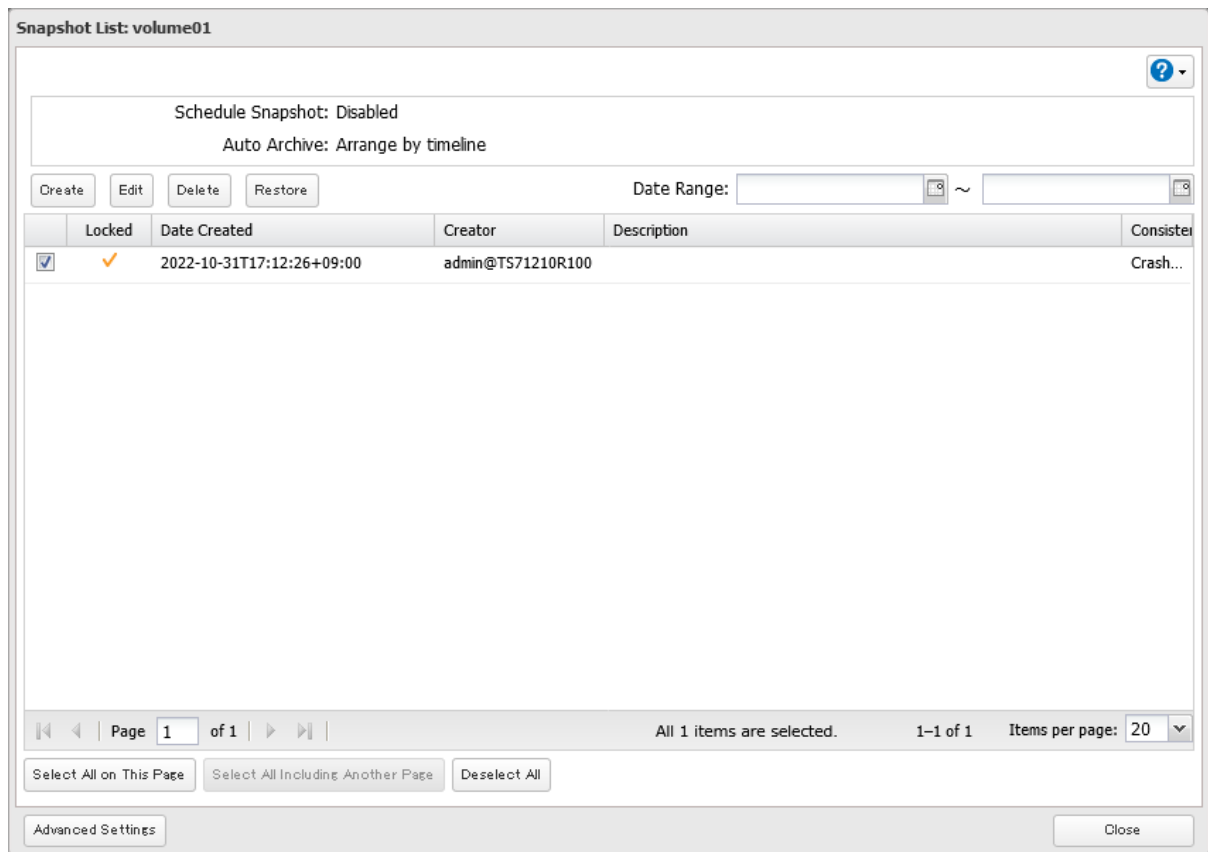 Snapshot List: volume01
?
Schedule Snapshot: Disabled
Auto Archive: Arrange by timeline
Create Edit Delete Restore Date Range: ~
Locked Date Created Creator Description Consister
2022-10-31T17:12:26+09:00 admin@TS71210R100 Crash...
Page 1 of 1 All 1 items are selected. 1–1 of 1 Items per page: 20
Select All on This Page Select All Including Another Page Deselect All
Advanced Settings Close